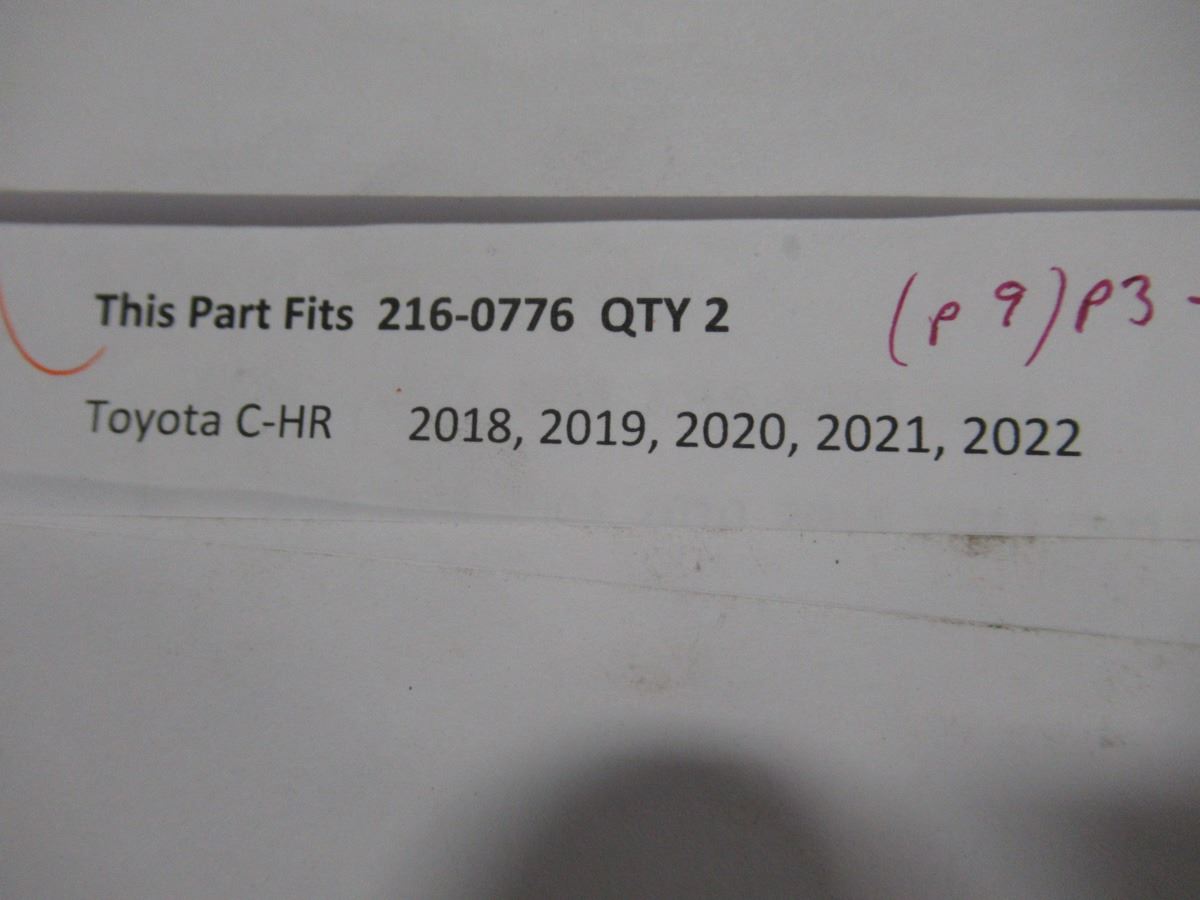 This Part Fits 216-0776 QTY 2 (p 9) p3 -
Toyota C-HR 2018, 2019, 2020, 2021, 2022